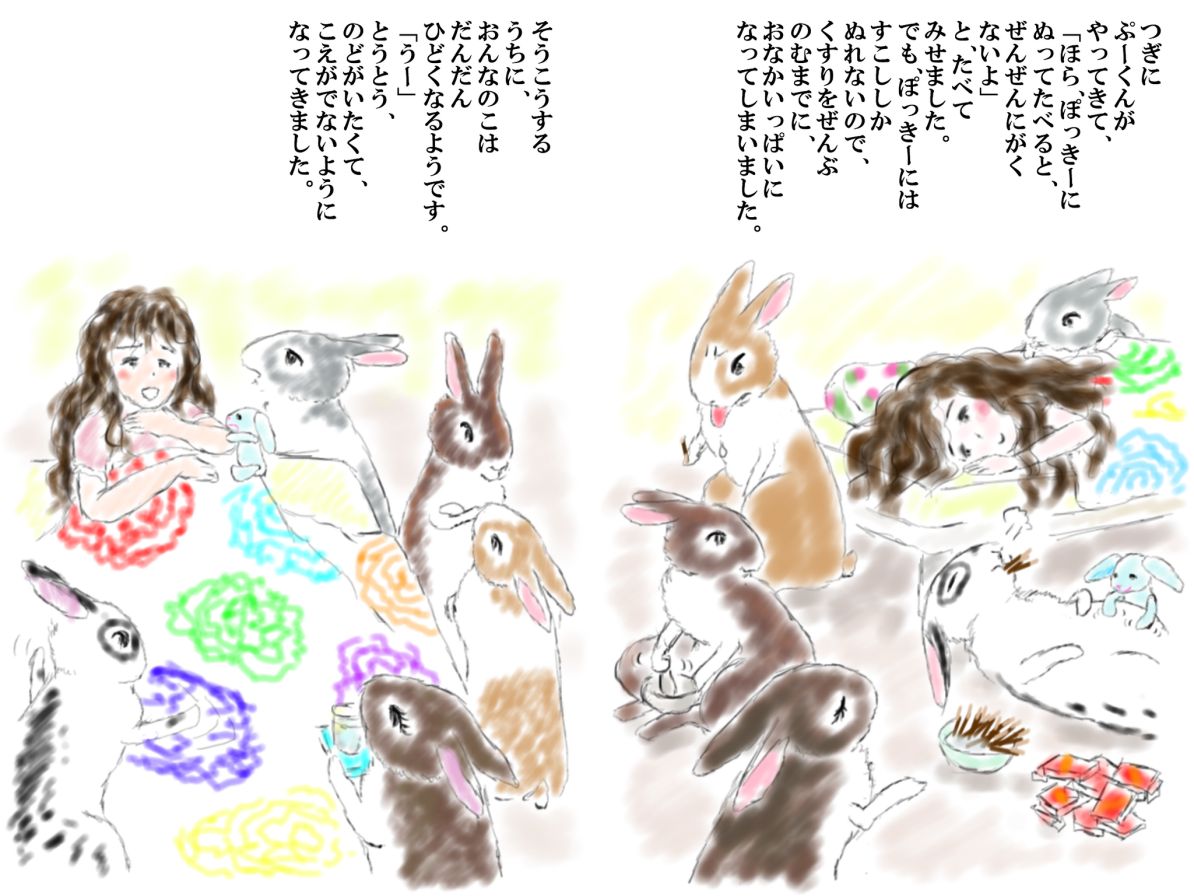 つぎに
ぷーくんが
やってきて、
「ほら、ぽっきーに
ぬってたべると、
ぜんぜんにがく
ないよ」
と、たべて
みせました。
でも、ぽっきーには
すこししか
ぬれないので、
くすりをぜんぶ
のむまでに、
おなかいっぱいに
なってしまいました。
そうこうする
うちに、
おんなのこは
だんだん
ひどくなるようです。
「うー」
とうとう、
のどがいたくて、
こえがでないように
なってきました。